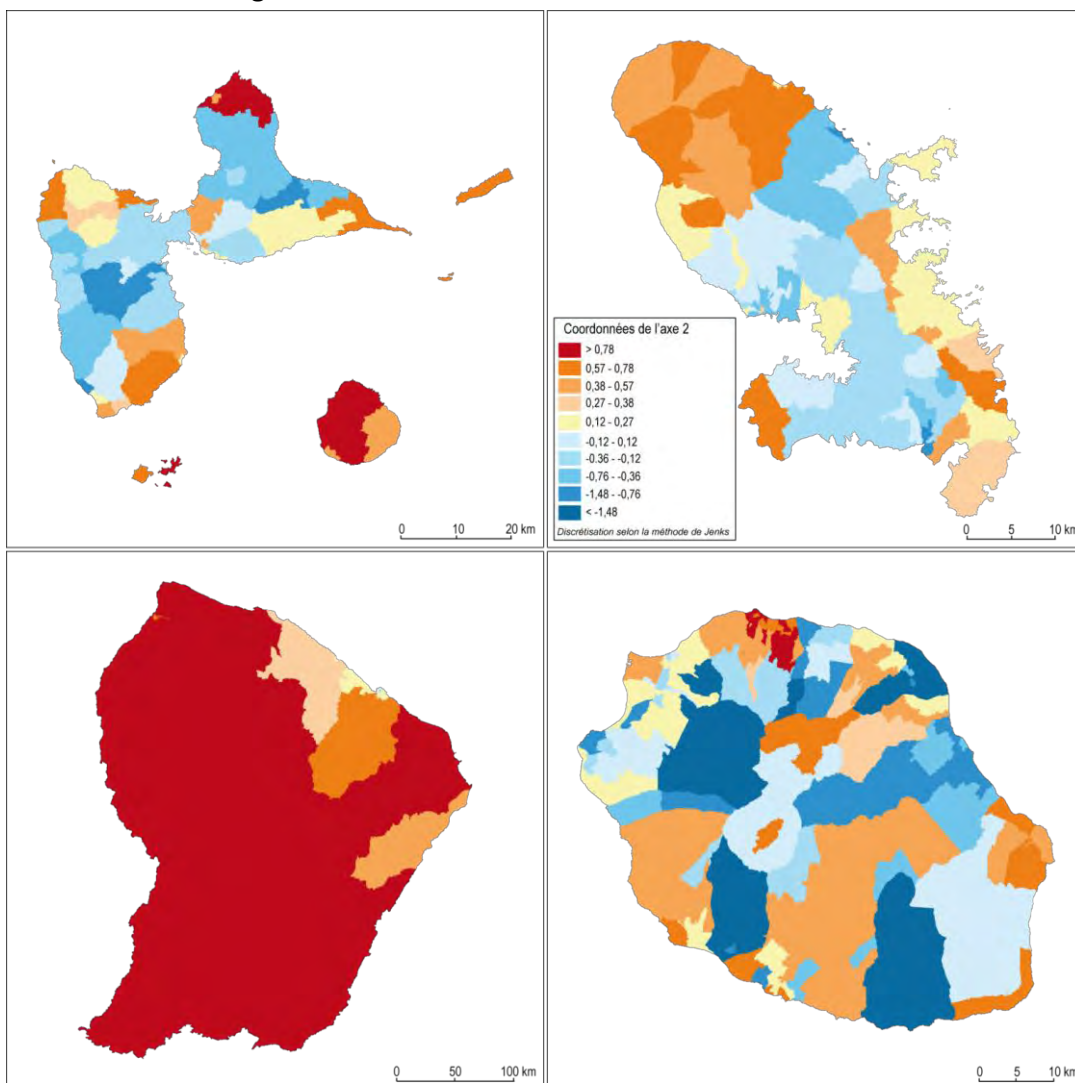 0 10 20 km
Coordonnées de l'axe 2
> 0,78
0,57 - 0,78
0,38 - 0,57
0,27 - 0,38
0,12 - 0,27
-0,12 - 0,12
-0,36 - -0,12
-0,76 - -0,36
-1,48 - -0,76
< -1,48
Discrétisation selon la méthode de Jenks
0 5 10 km
0 50 100 km
0 5 10 km